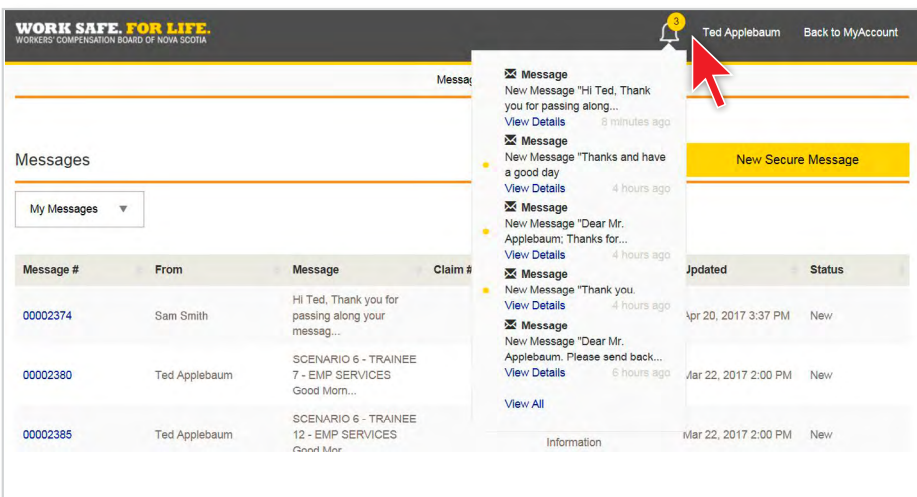 WORK SAFE. FOR LIFE.
WORKERS' COMPENSATION BOARD OF NOVA SCOTIA
3
Ted Applebaum
Back to MyAccount
Messages
New Secure Message
My Messages
Message # From Message Claim # Updated Status
00002374 Sam Smith Hi Ted, Thank you for
passing along your
messag...
Apr 20, 2017 3:37 PM New
00002380 Ted Applebaum SCENARIO 6 - TRAINEE
7 - EMP SERVICES
Good Morn...
Mar 22, 2017 2:00 PM New
00002385 Ted Applebaum SCENARIO 6 - TRAINEE
12 - EMP SERVICES
Good Mor
Mar 22, 2017 2:00 PM New
Message
New Message "Hi Ted, Thank
you for passing along...
View Details 8 minutes ago
Message
New Message "Thanks and have
a good day
View Details 4 hours ago
Message
New Message "Dear Mr.
Applebaum; Thanks for...
View Details 4 hours ago
Message
New Message "Thank you.
View Details 4 hours ago
Message
New Message "Dear Mr.
Applebaum. Please send back...
View Details 6 hours ago
View All
Information